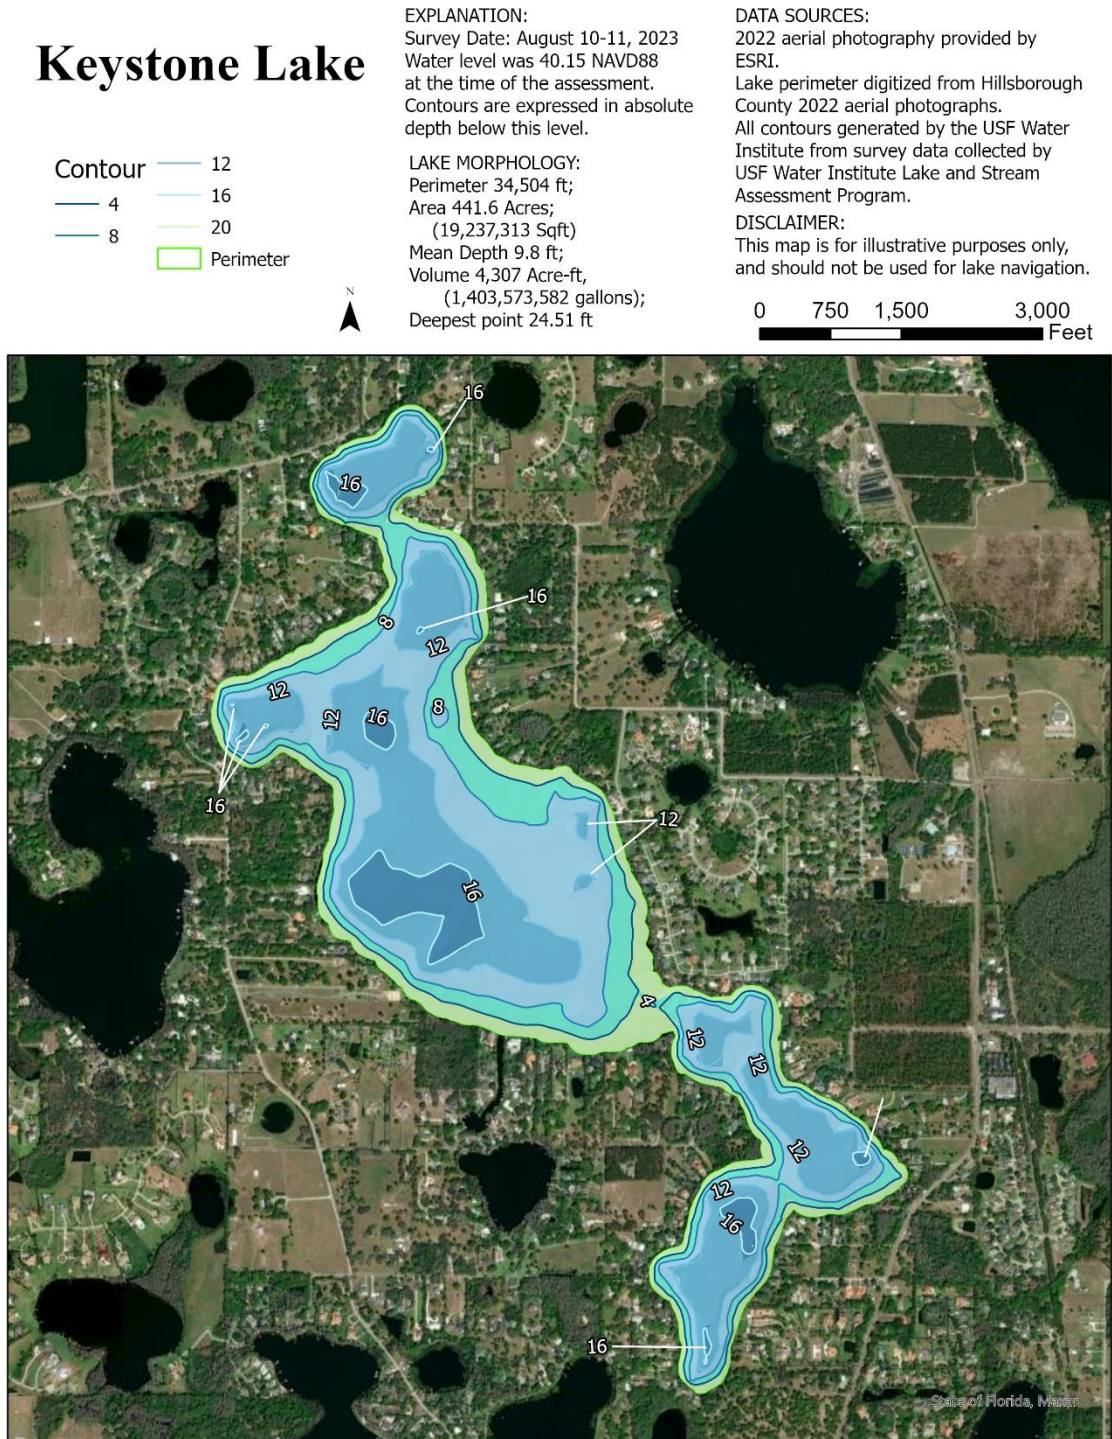 Keystone Lake
Contour
4
8
12
16
20
Perimeter
N
EXPLANATION:
Survey Date: August 10-11, 2023
Water level was 40.15 NAVD88
at the time of the assessment.
Contours are expressed in absolute
depth below this level.
LAKE MORPHOLOGY:
Perimeter 34,504 ft;
Area 441.6 Acres;
(19,237,313 Sqft)
Mean Depth 9.8 ft;
Volume 4,307 Acre-ft,
(1,403,573,582 gallons);
Deepest point 24.51 ft
DATA SOURCES:
2022 aerial photography provided by
ESRI.
Lake perimeter digitized from Hillsborough
County 2022 aerial photographs.
All contours generated by the USF Water
Institute from survey data collected by
USF Water Institute Lake and Stream
Assessment Program.
DISCLAIMER:
This map is for illustrative purposes only,
and should not be used for lake navigation.
0 750 1,500 3,000
Feet
16
16
16
8
12
12
12
16
8
16
12
16
4
12
12
12
12
16
16
State of Florida, Maxar